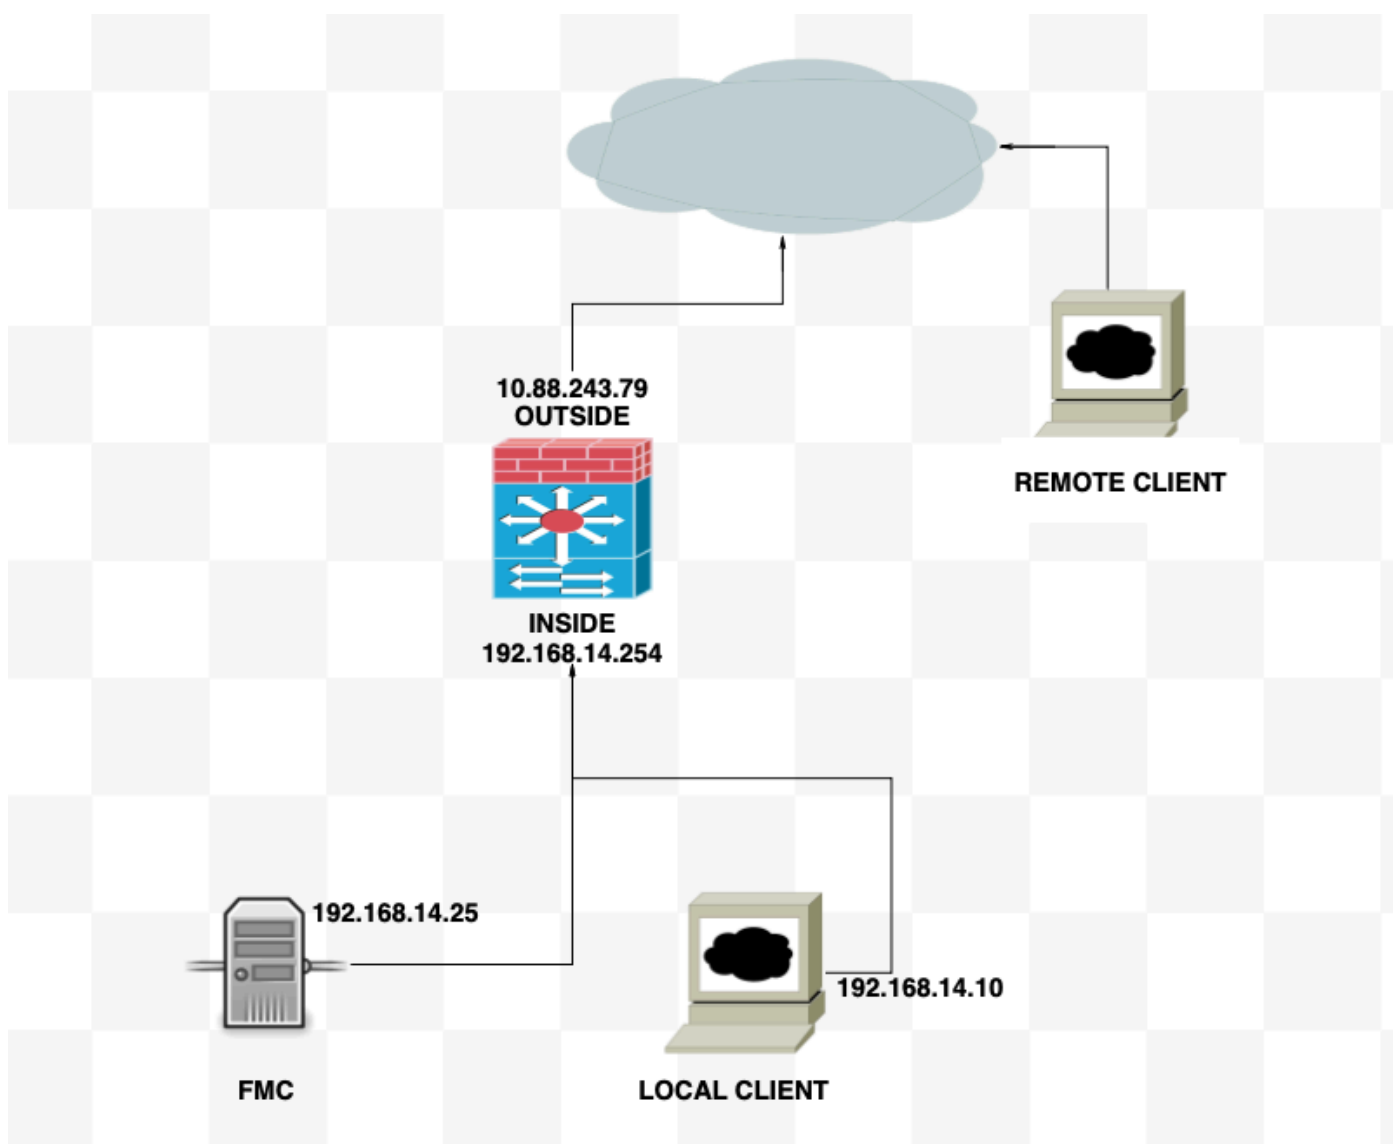 10.88.243.79
OUTSIDE
REMOTE CLIENT
INSIDE
192.168.14.254
192.168.14.25
192.168.14.10
FMC
LOCAL CLIENT